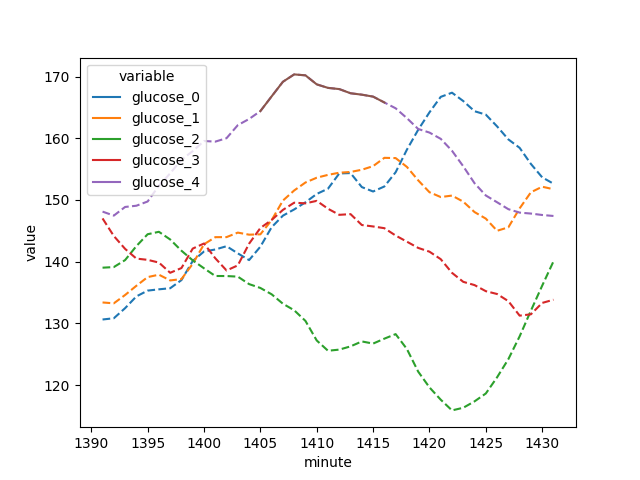 variable
glucose_0
glucose_1
glucose_2
glucose_3
glucose_4
170
160
150
140
130
120
value
1390 1395 1400 1405 1410 1415 1420 1425 1430
minute